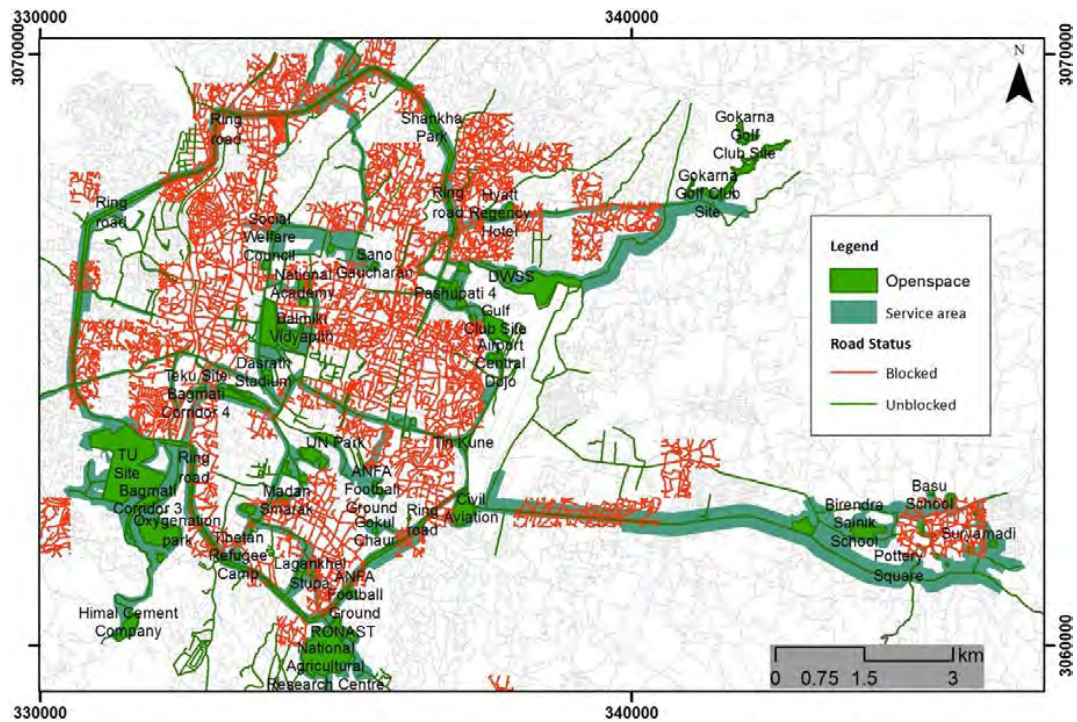 330000
340000
3070000
3070000
N
Ring
road
Shankha
Park
Gokarna
Golf
Club Site
Gokarna
Golf Club
Site
Ring
road
Ring
road
Hyatt
Regency
Hotel
Social
Welfare
Council
Sano
Gaucharan
National
Academy
DWSS
Pashupati 4
Balmiki
Vidyapith
Gulf
Club Site
Airport
Central
Dojo
Dasrath
Stadium
Teku Site
Bagmati
Corridor 4
Legend
Openspace
Service area
Road Status
Blocked
Unblocked
UN Park
Tin Kune
TU
Site
Ring
road
Bagmati
Corridor 3
Oxygenation
park
Madan
Smarak
ANFA
Football
Ground
Gokul
Chaur
Ring
road
Civil
Aviation
Tibetan
Refugee
Camp
Lagankhel
Stupa
ANFA
Football
Ground
Himal Cement
Company
RONAST
National
Agricultural
Research Centre
Birendra
Sainik
School
Basu
School
Suryamadi
Pottery
Square
3060000
3060000
km
0 0.75 1.5 3
330000
340000